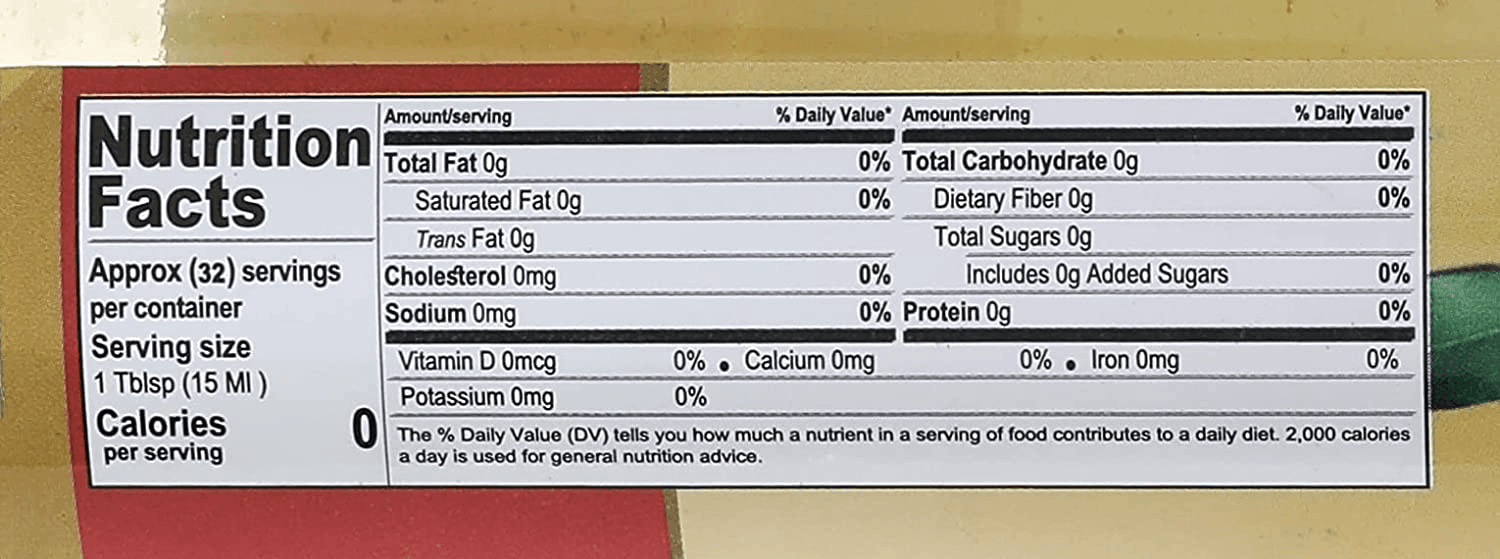 Nutrition
Facts
Approx (32) servings
per container
Serving size
1 Tblsp (15 Ml )
Calories 0
per serving
Amount/serving % Daily Value*
Total Fat 0g 0%
Saturated Fat 0g 0%
Trans Fat 0g
Cholesterol 0mg 0%
Sodium 0mg 0%
Amount/serving % Daily Value*
Total Carbohydrate 0g 0%
Dietary Fiber 0g 0%
Total Sugars 0g
Includes 0g Added Sugars 0%
Protein 0g 0%
Vitamin D 0mcg 0% • Calcium 0mg 0% • Iron 0mg 0%
Potassium 0mg 0%
The % Daily Value (DV) tells you how much a nutrient in a serving of food contributes to a daily diet. 2,000 calories
a day is used for general nutrition advice.